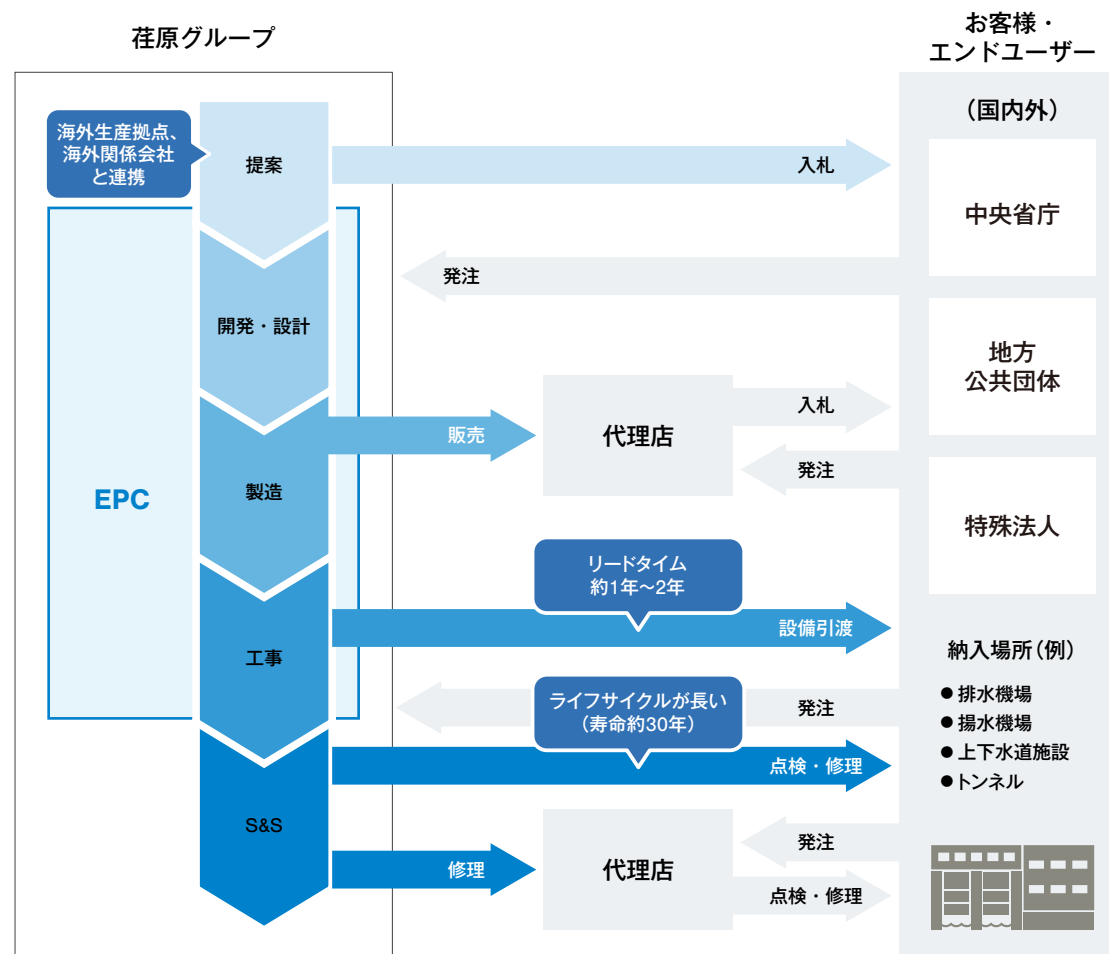 荏原グループ
お客様・
エンドユーザー
（国内外）
海外生産拠点、
海外関係会社
と連携
提案
入札
中央省庁
発注
開発・設計
地方
公共団体
入札
販売
代理店
発注
製造
EPC
特殊法人
リードタイム
約1年～2年
設備引渡
工事
納入場所（例）
●排水機場
●揚水機場
●上下水道施設
●トンネル
ライフサイクルが長い
（寿命約30年）
発注
点検・修理
S&S
発注
修理
代理店
点検・修理